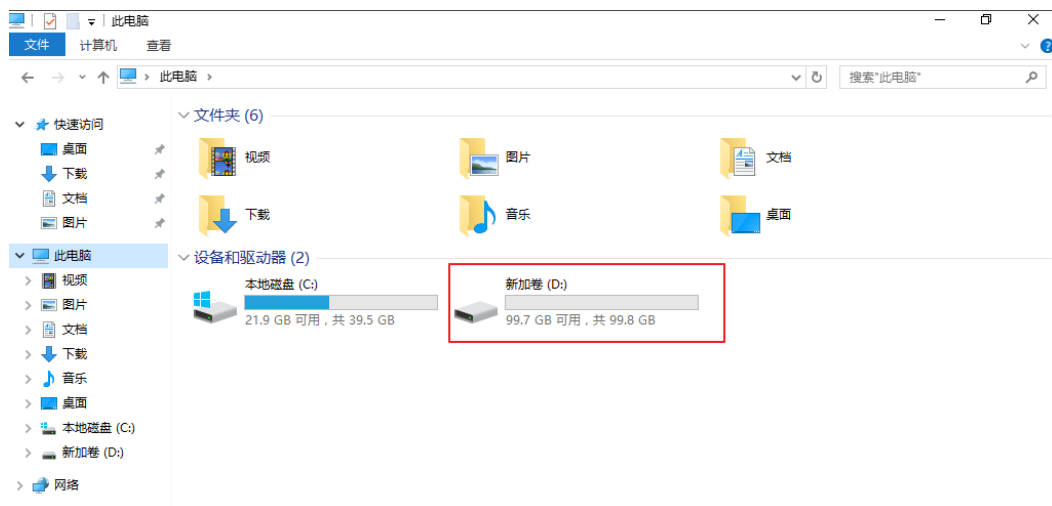 此电脑
文件 计算机 查看
此电脑
搜索"此电脑"
快速访问
桌面
下载
文档
图片
此电脑
视频
图片
文档
下载
音乐
桌面
本地磁盘 (C:)
新加卷 (D:)
网络
文件夹 (6)
视频 图片 文档
下载 音乐 桌面
设备和驱动器 (2)
本地磁盘 (C:)
21.9 GB 可用，共 39.5 GB
新加卷 (D:)
99.7 GB 可用，共 99.8 GB